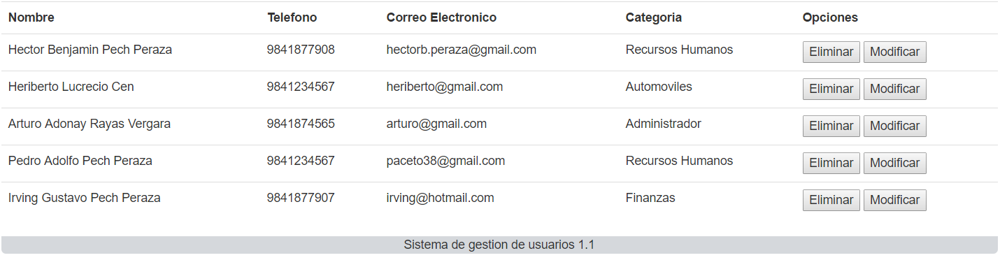 Nombre Telefono Correo Electronico Categoria Opciones
Hector Benjamin Pech Peraza 9841877908 hectorb.peraza@gmail.com Recursos Humanos Eliminar Modificar
Heriberto Lucrecio Cen 9841234567 heriberto@gmail.com Automoviles Eliminar Modificar
Arturo Adonay Rayas Vergara 9841874565 arturo@gmail.com Administrador Eliminar Modificar
Pedro Adolfo Pech Peraza 9841234567 paceto38@gmail.com Recursos Humanos Eliminar Modificar
Irving Gustavo Pech Peraza 9841877907 irving@hotmail.com Finanzas Eliminar Modificar
Sistema de gestion de usuarios 1.1